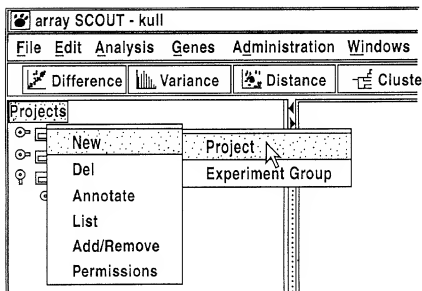 array SCOUT - kull
File Edit Analysis Genes Administration Windows
Difference Variance Distance Cluste
Projects
New
Project
Del
Experiment Group
Annotate
List
Add/Remove
Permissions